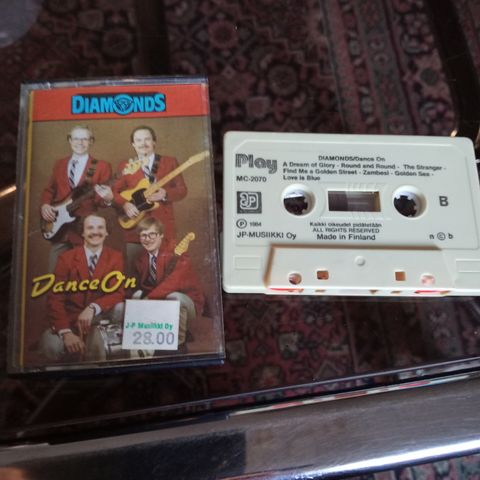 DIAMONDS
Dance On
J-P Musiikki Oy
28.00
Play
MC-2070
DIAMONDS/Dance On
A Dream of Glory - Round and Round - The Stranger -
Find Me a Golden Street - Zambesi - Golden Sea -
Love is Blue
B
JP
℗ 1984
JP-MUSIIKKI Oy
Kaikki oikeudet pidätetään
ALL RIGHTS RESERVED
Made in Finland
n©b